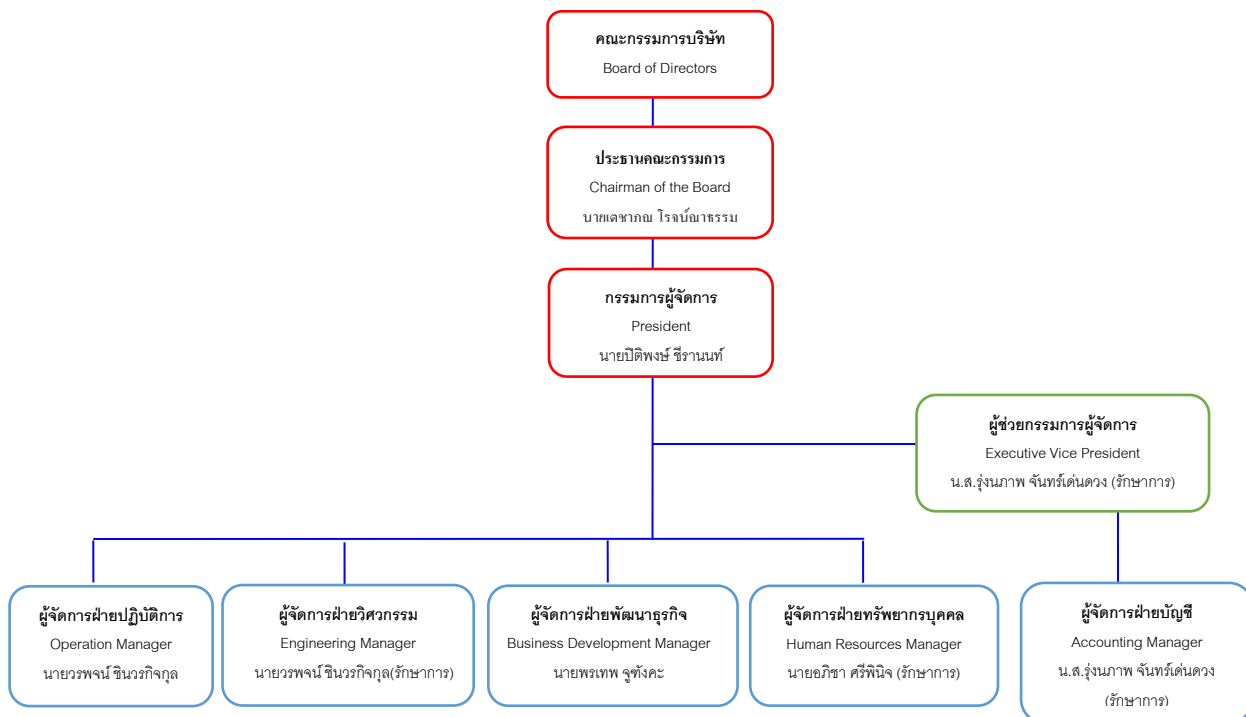 คณะกรรมการบริษัท
Board of Directors
ประธานคณะกรรมการ
Chairman of the Board
นายเตชาภณ โรจน์ณาธรรม
กรรมการผู้จัดการ
President
นายปิติพงษ์ ชีรานนท์
ผู้ช่วยกรรมการผู้จัดการ
Executive Vice President
น.ส.รุ่งนภาพ จันทร์เด่นดวง (รักษาการ)
ผู้จัดการฝ่ายปฏิบัติการ
Operation Manager
นายวรพจน์ ชินวรกิจกุล
ผู้จัดการฝ่ายวิศวกรรม
Engineering Manager
นายวรพจน์ ชินวรกิจกุล(รักษาการ)
ผู้จัดการฝ่ายพัฒนาธุรกิจ
Business Development Manager
นายพรเทพ จูฑังคะ
ผู้จัดการฝ่ายทรัพยากรบุคคล
Human Resources Manager
นายอภิชา ศรีพินิจ (รักษาการ)
ผู้จัดการฝ่ายบัญชี
Accounting Manager
น.ส.รุ่งนภาพ จันทร์เด่นดวง
(รักษาการ)